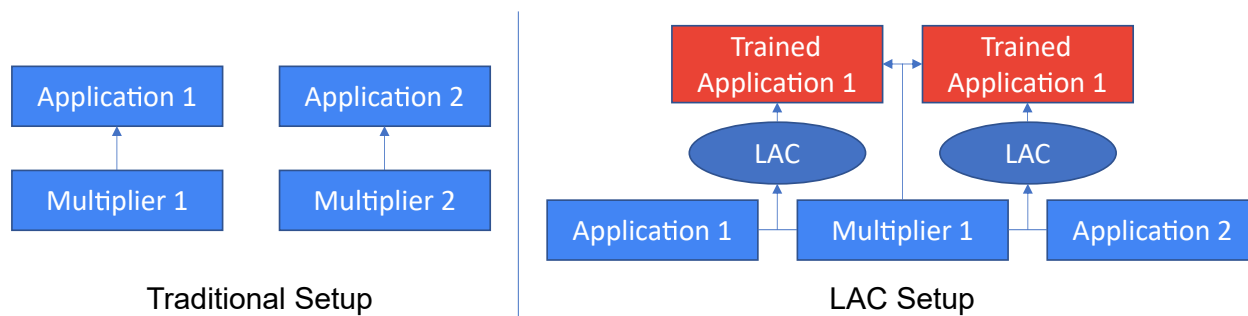 Application 1
Application 2
Multiplier 1
Multiplier 2
Traditional Setup
Trained
Application 1
Trained
Application 1
LAC
LAC
Application 1
Multiplier 1
Application 2
LAC Setup